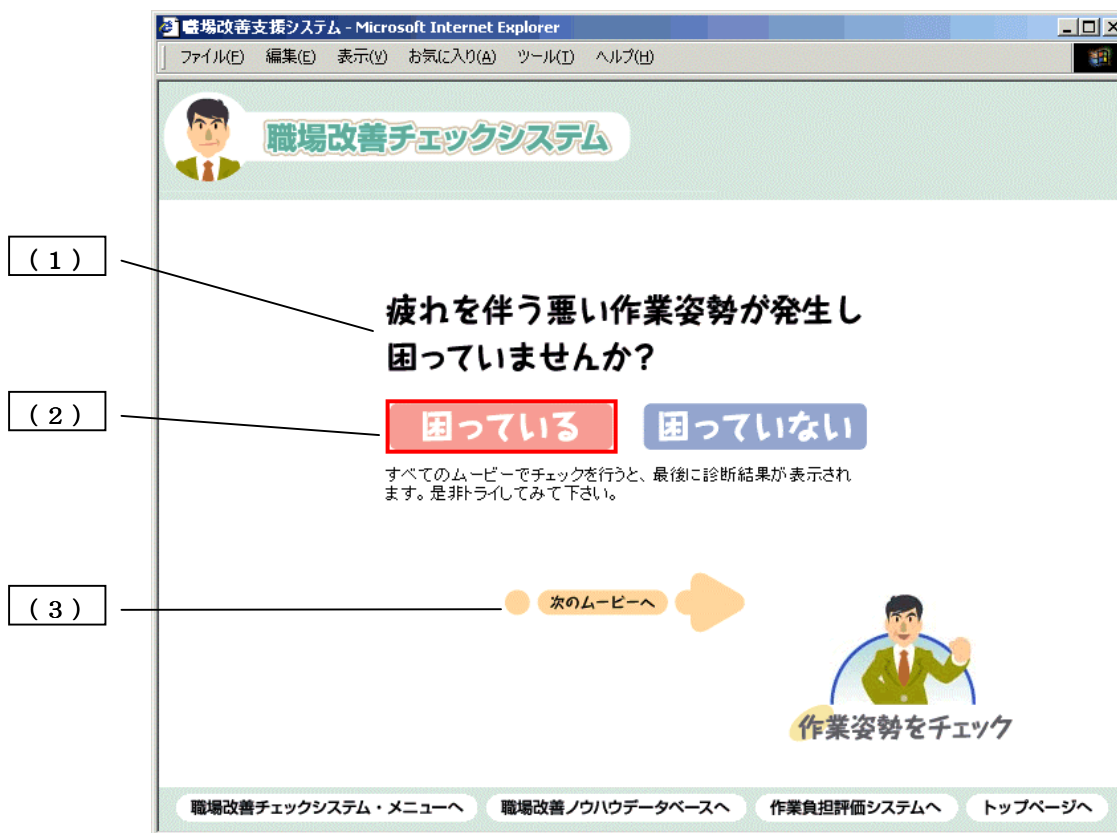 職場改善支援システム - Microsoft Internet Explorer
ファイル(F) 編集(E) 表示(V) お気に入り(A) ツール(T) ヘルプ(H)
職場改善チェックシステム
(1)
疲れを伴う悪い作業姿勢が発生し
困っていませんか?
(2)
困っている 困っていない
すべてのムービーでチェックを行うと、最後に診断結果が表示され
ます。是非トライしてみて下さい。
(3)
次のムービーへ
作業姿勢をチェック
職場改善チェックシステム・メニューへ 職場改善ノウハウデータベースへ 作業負担評価システムへ トップページへ